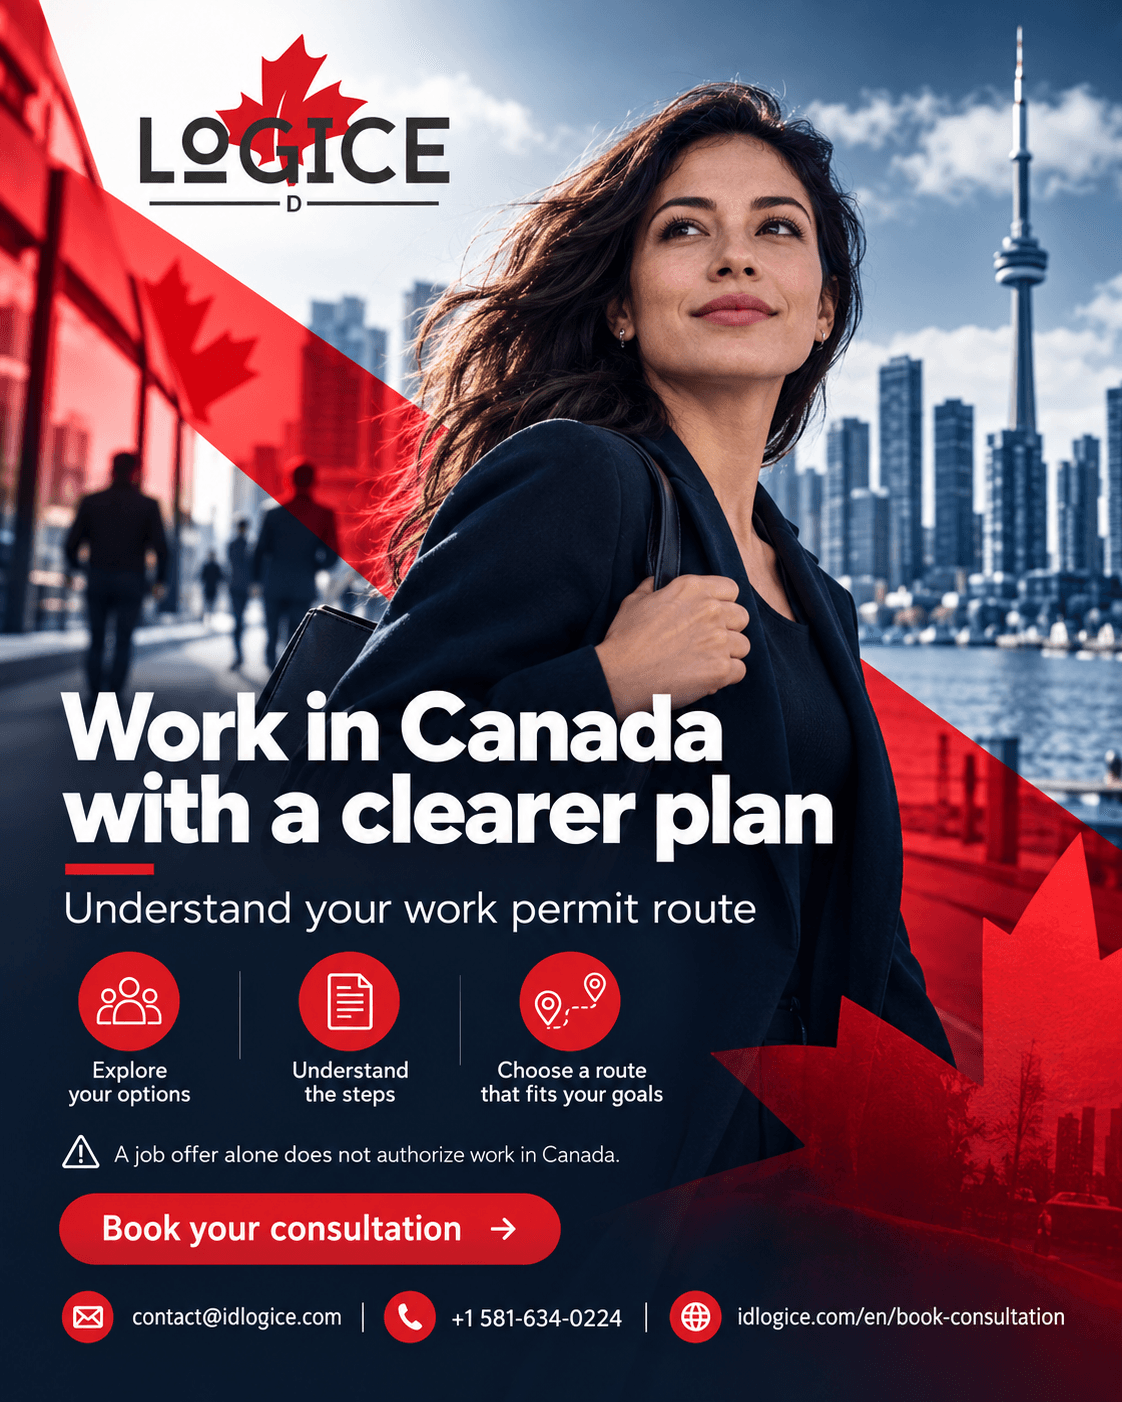 LOGICE
D
Work in Canada
with a clearer plan
Understand your work permit route
Explore
your options
Understand
the steps
Choose a route
that fits your goals
A job offer alone does not authorize work in Canada.
Book your consultation →
contact@idlogice.com | +1 581-634-0224 | idlogice.com/en/book-consultation